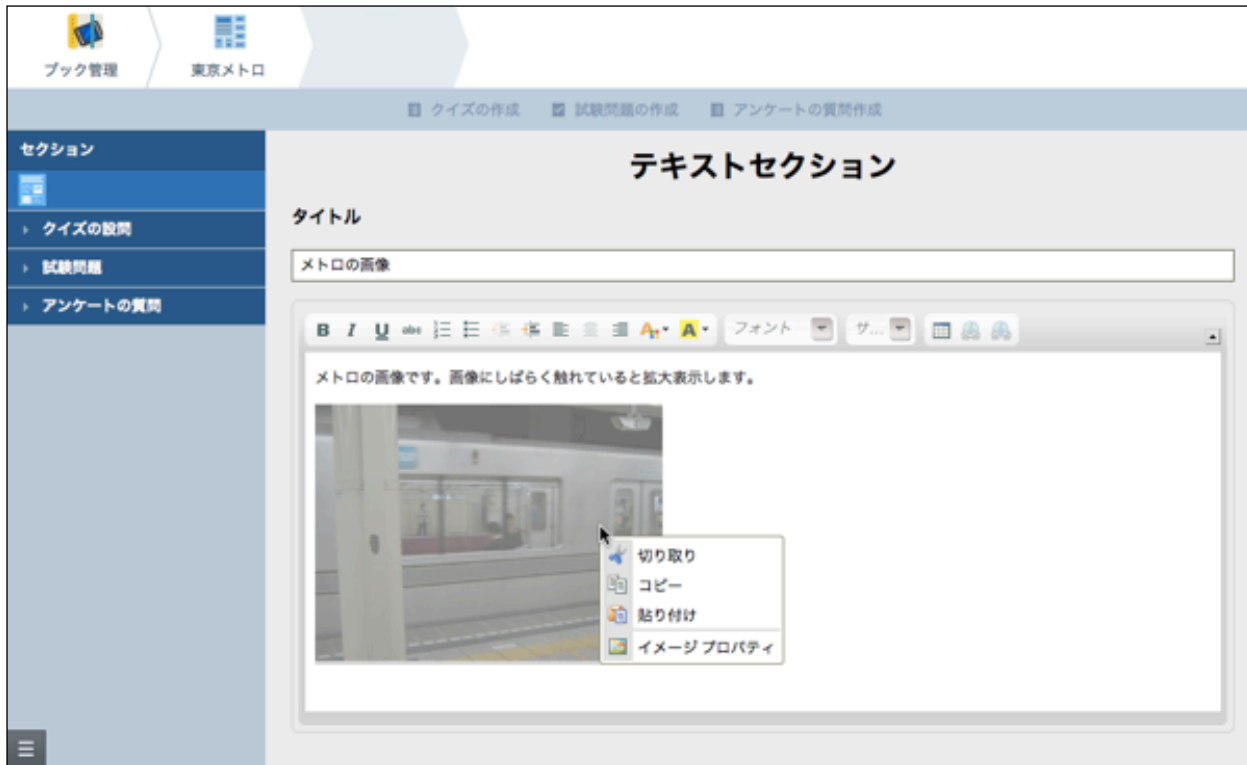 ブック管理
東京メトロ
クイズの作成 試験問題の作成 アンケートの質問作成
セクション
クイズの設問
試験問題
アンケートの質問
テキストセクション
タイトル
メトロの画像
B I U abc フォント サ...
メトロの画像です。画像にしばらく触れていると拡大表示します。
切り取り
コピー
貼り付け
イメージ プロパティ